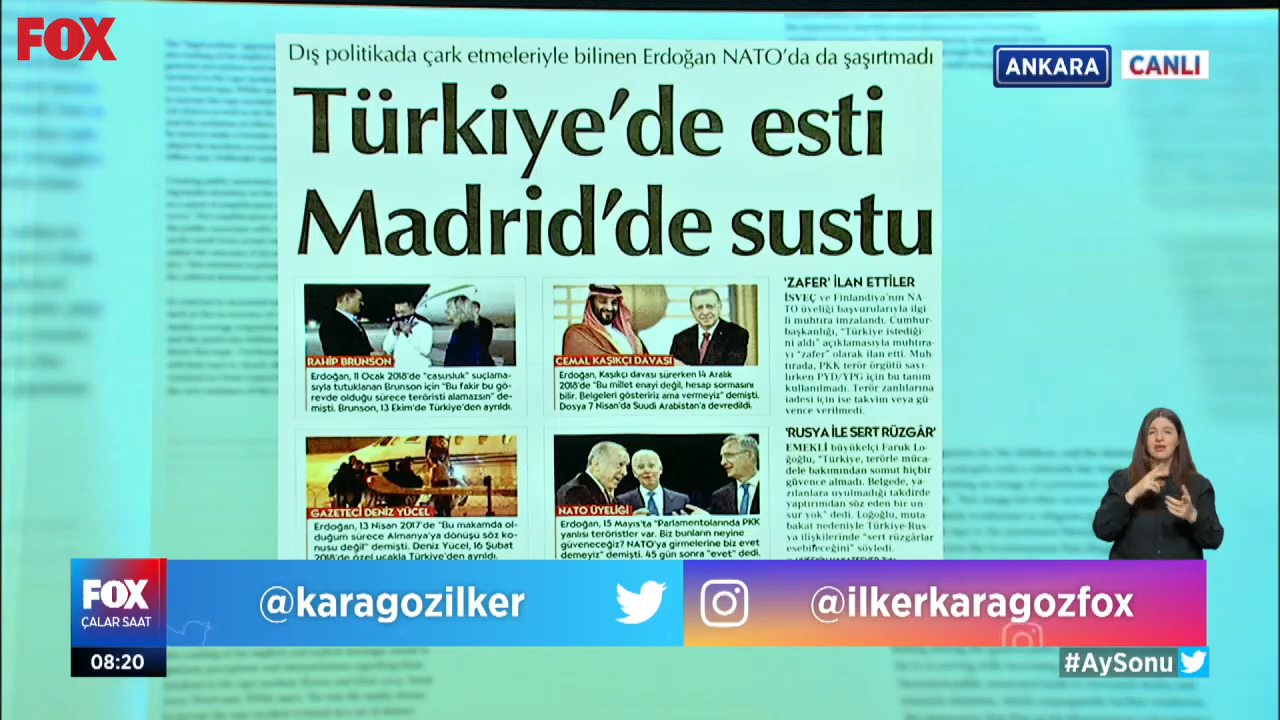 FOX
ANKARA
CANLI
Dış politikada çark etmeleriyle bilinen Erdoğan NATO’da da şaşırtmadı
Türkiye’de esti
Madrid’de sustu
RAHİP BRUNSON
Erdoğan, 11 Ocak 2018’de "casusluk" suçlama-
sıyla tutuklanan Brunson için "Bu fakir bu gö-
revde olduğu sürece teröristi alamazsın" de-
mişti. Brunson, 13 Ekim’de Türkiye’den ayrıldı.
CEMAL KAŞIKÇI DAVASI
Erdoğan, Kaşıkçı davası sürerken 14 Aralık
2018’de "Bu millet enayi değil, hesap sormasını
bilir. Belgeleri gösteririz ama vermeyiz" demişti.
Dosya 7 Nisan’da Suudi Arabistan’a devredildi.
GAZETECİ DENİZ YÜCEL
Erdoğan, 13 Nisan 2017’de "Bu makamda ol-
duğum sürece Almanya’ya dönüşü söz ko-
nusu değil" demişti. Deniz Yücel, 16 Şubat
2018’de özel uçakla Türkiye’den ayrıldı.
NATO ÜYELİĞİ
Erdoğan, 15 Mayıs’ta "Parlamentolarında PKK
yanlısı teröristler var. Biz bunların neyine
güveneceğiz? NATO’ya girmelerine biz evet
demeyiz" demişti. 45 gün sonra "evet" dedi.
'ZAFER' İLAN ETTİLER
İSVEÇ ve Finlandiya’nın NA-
TO üyeliği başvurularıyla ilgi-
li muhtıra imzalandı. Cumhur-
başkanlığı, "Türkiye istediği-
ni aldı" açıklamasıyla muhtıra-
yı "zafer" olarak ilan etti. Muh-
tırada, PKK terör örgütü sayı-
lırken PYD/YPG için bu tanım
kullanılmadı. Terör zanlılarına
iadesi için ise takvim veya gü-
vence verilmedi.
'RUSYA İLE SERT RÜZGÂR'
EMEKLİ büyükelçi Faruk Lo-
ğoğlu, "Türkiye, terörle müca-
dele bakımından somut hiçbir
güvence almadı. Belgede, ya-
zılanlara uyulmadığı takdirde
yaptırımdan söz eden bir un-
sur yok" dedi. Loğoğlu, muta
bakat nedeniyle Türkiye-Rus-
ya ilişkilerinde "sert rüzgârlar
esebileceğini" söyledi.
FOX
ÇALAR SAAT
08:20
@karagozilker
@ilkerkaragozfox
#AySonu